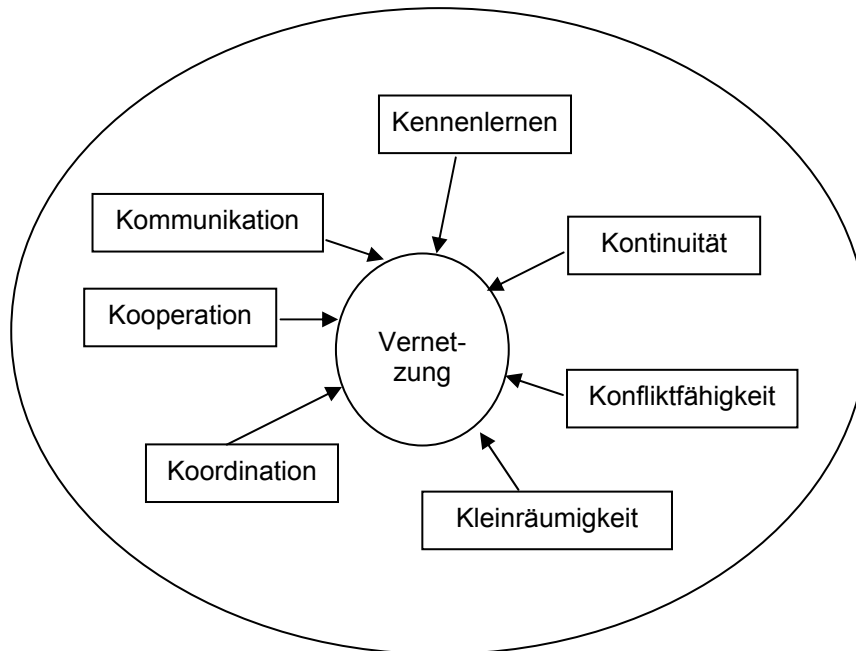 Kennenlernen
Kommunikation
Kontinuität
Kooperation
Vernet-
zung
Konfliktfähigkeit
Koordination
Kleinräumigkeit